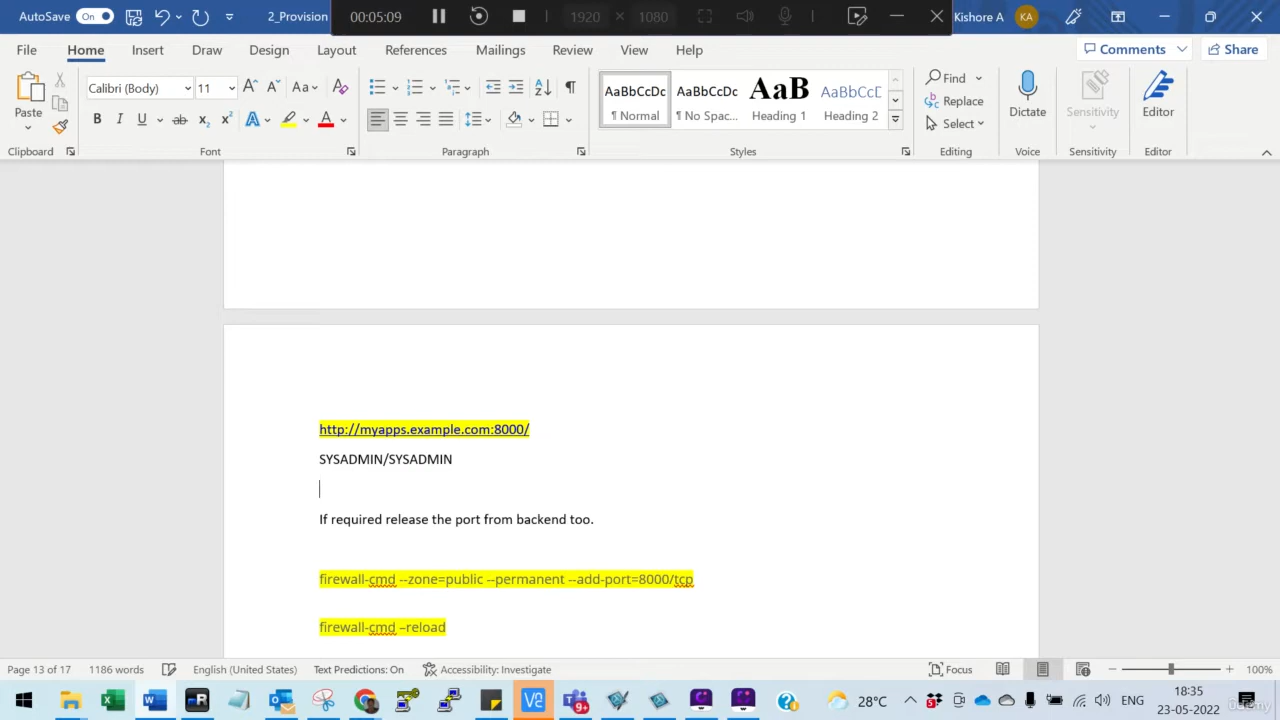 AutoSave On 2_Provision 00:05:09 1920 × 1080 Kishore A KA
File Home Insert Draw Design Layout References Mailings Review View Help Comments Share
Paste Calibri (Body) 11 Aa AaBbCcDc AaBbCcDc AaBb AaBbCcD Find Replace Select Dictate Sensitivity Editor
¶ Normal ¶ No Spac... Heading 1 Heading 2
Clipboard Font Paragraph Styles Editing Voice Sensitivity Editor
http://myapps.example.com:8000/
SYSADMIN/SYSADMIN
If required release the port from backend too.
firewall-cmd --zone=public --permanent --add-port=8000/tcp
firewall-cmd –reload
Page 13 of 17 1186 words English (United States) Text Predictions: On Accessibility: Investigate Focus 100%
28°C ENG 18:35
23-05-2022
Udemy